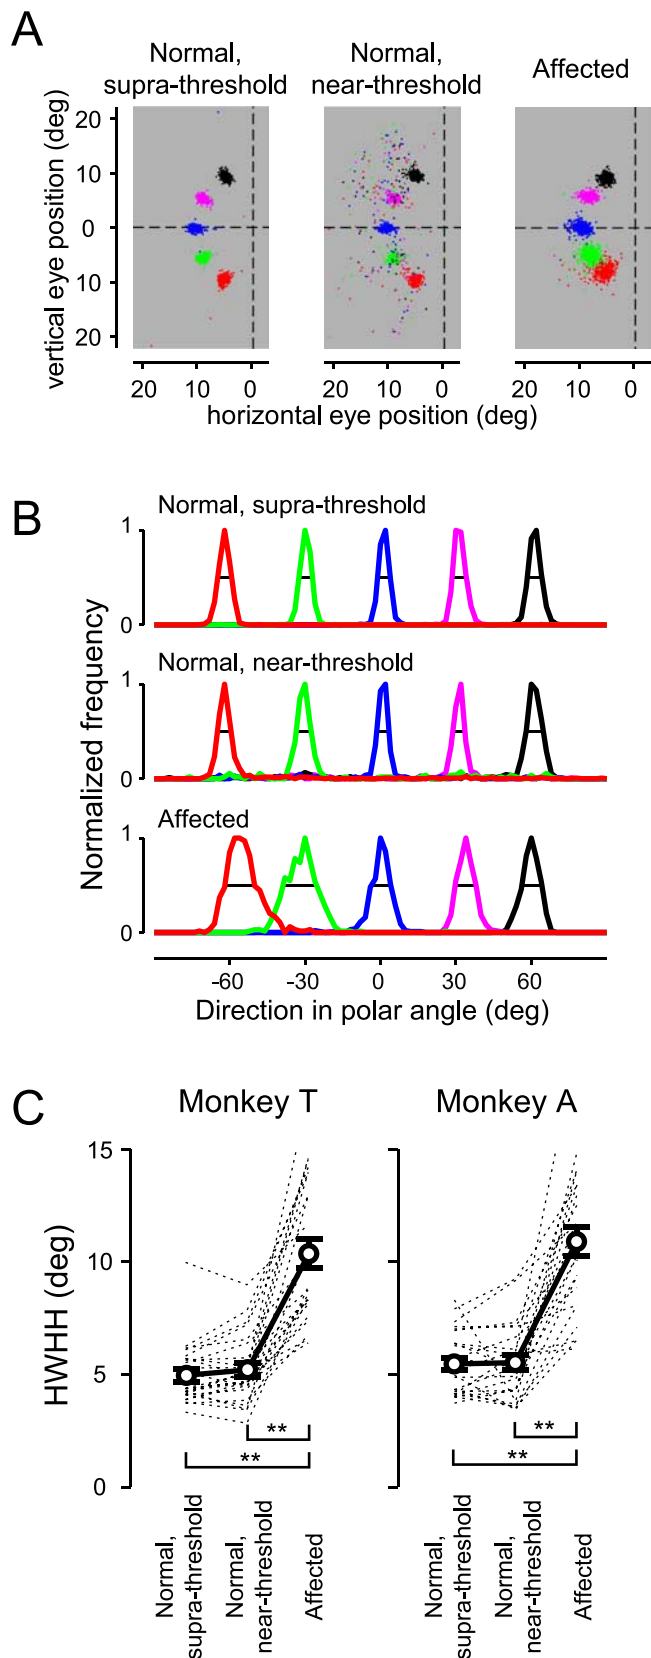 A
Normal,
supra-threshold
Normal,
near-threshold
Affected
vertical eye position (deg)
20
10
0
10
20
20 10 0
20 10 0
20 10 0
horizontal eye position (deg)
B
Normalized frequency
Normal, supra-threshold
1
0
Normal, near-threshold
1
0
Affected
1
0
-60 -30 0 30 60
Direction in polar angle (deg)
C
Monkey T
Monkey A
HWHH (deg)
15
10
5
0
**
**
**
**
Normal,
supra-threshold
Normal,
near-threshold
Affected
Normal,
supra-threshold
Normal,
near-threshold
Affected